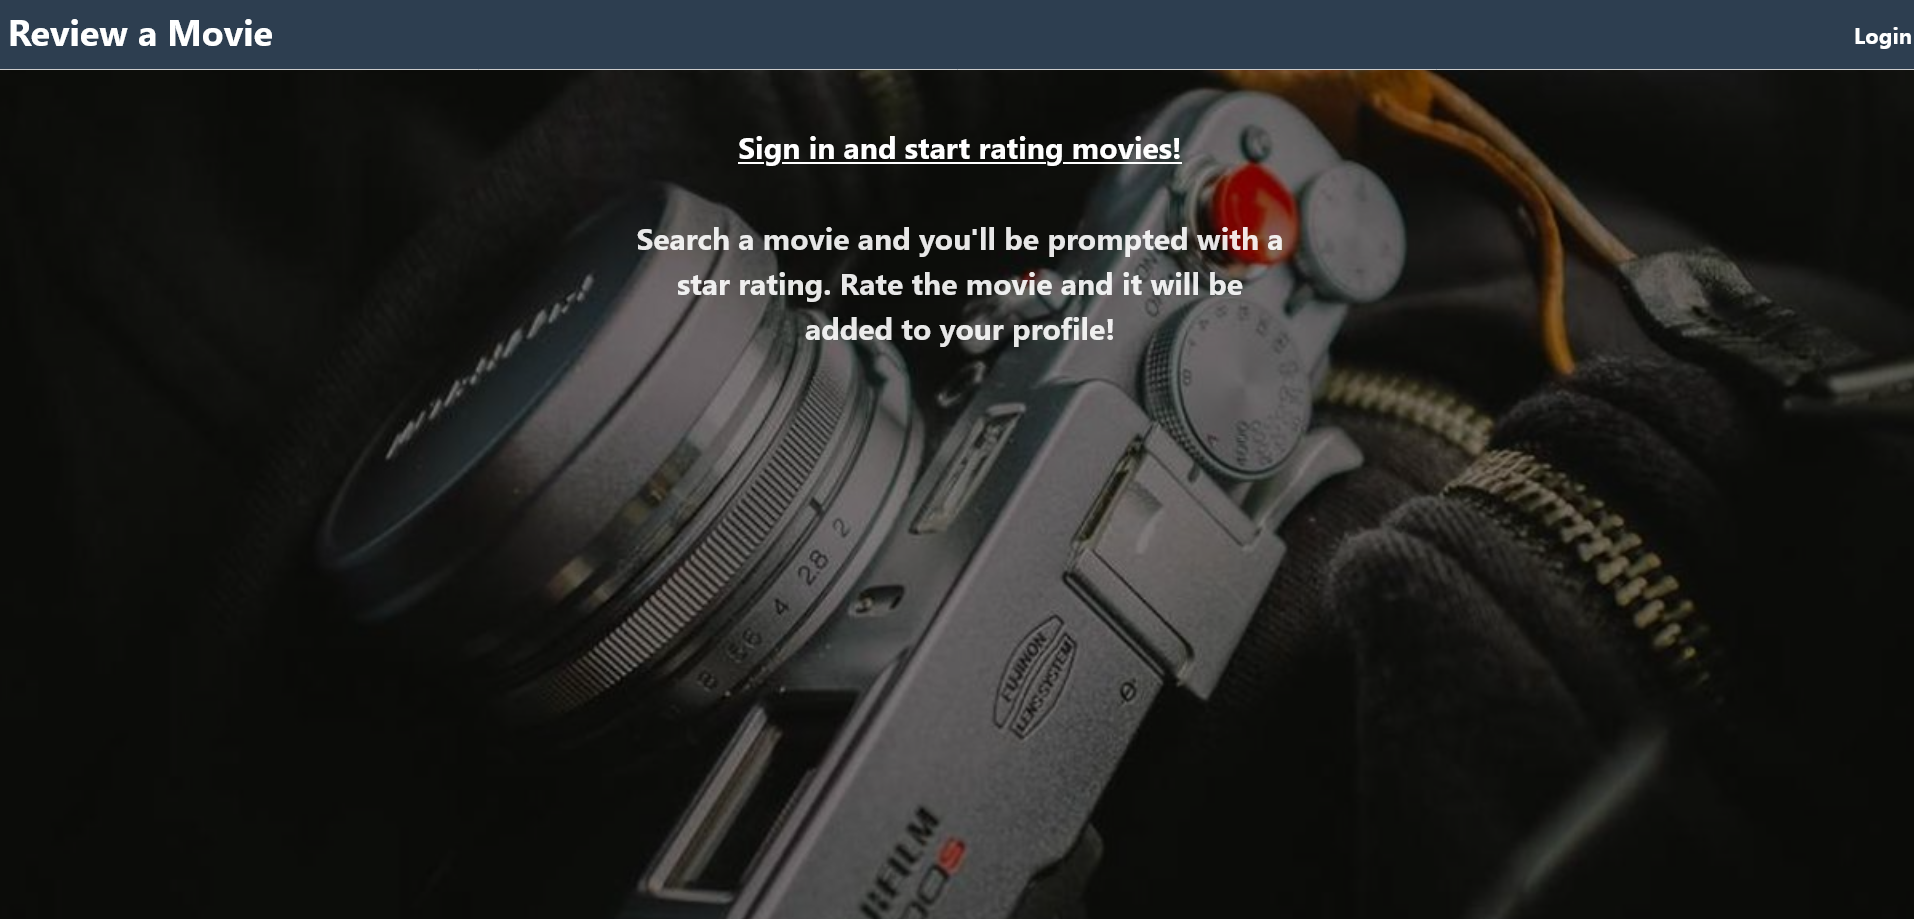 Review a Movie
Login
Sign in and start rating movies!
Search a movie and you'll be prompted with a
star rating. Rate the movie and it will be
added to your profile!
2
2.8
4
5.6
8
4000
FUJINON
LENS SYSTEM